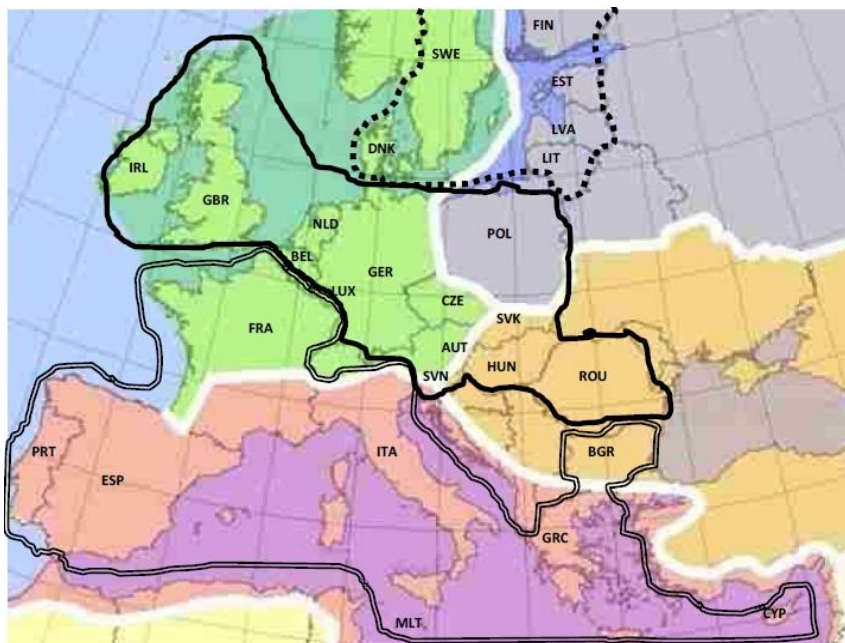 FIN
SWE
EST
LVA
DNK
LIT
IRL
GBR
NLD
POL
BEL
GER
LUX
CZE
SVK
FRA
AUT
HUN
ROU
SVN
PRT
ITA
BGR
ESP
GRC
CYP
MLT